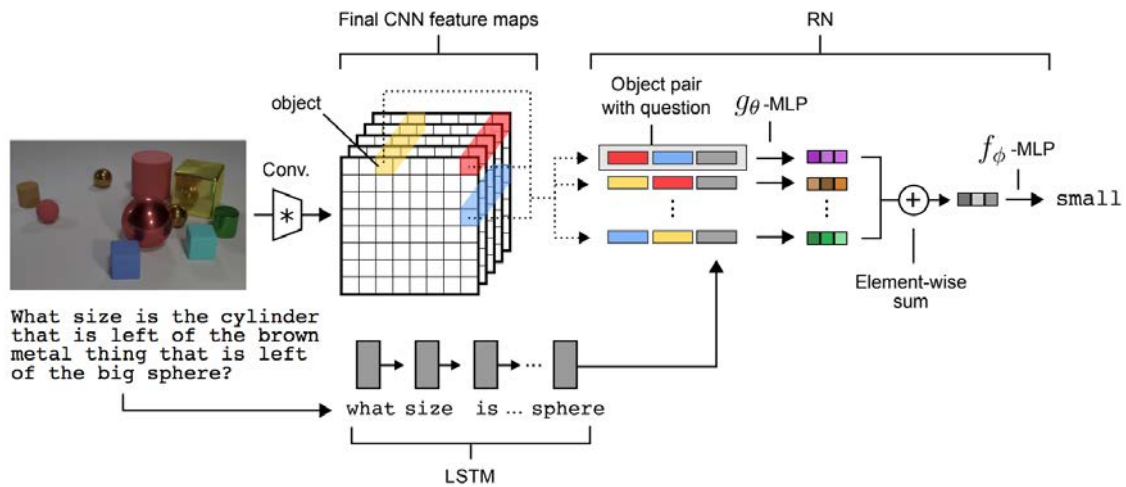 Final CNN feature maps
RN
object
Object pair
with question
gθ-MLP
fϕ-MLP
Conv.
*
+
small
Element-wise
sum
What size is the cylinder
that is left of the brown
metal thing that is left
of the big sphere?
...
what size is ... sphere
LSTM